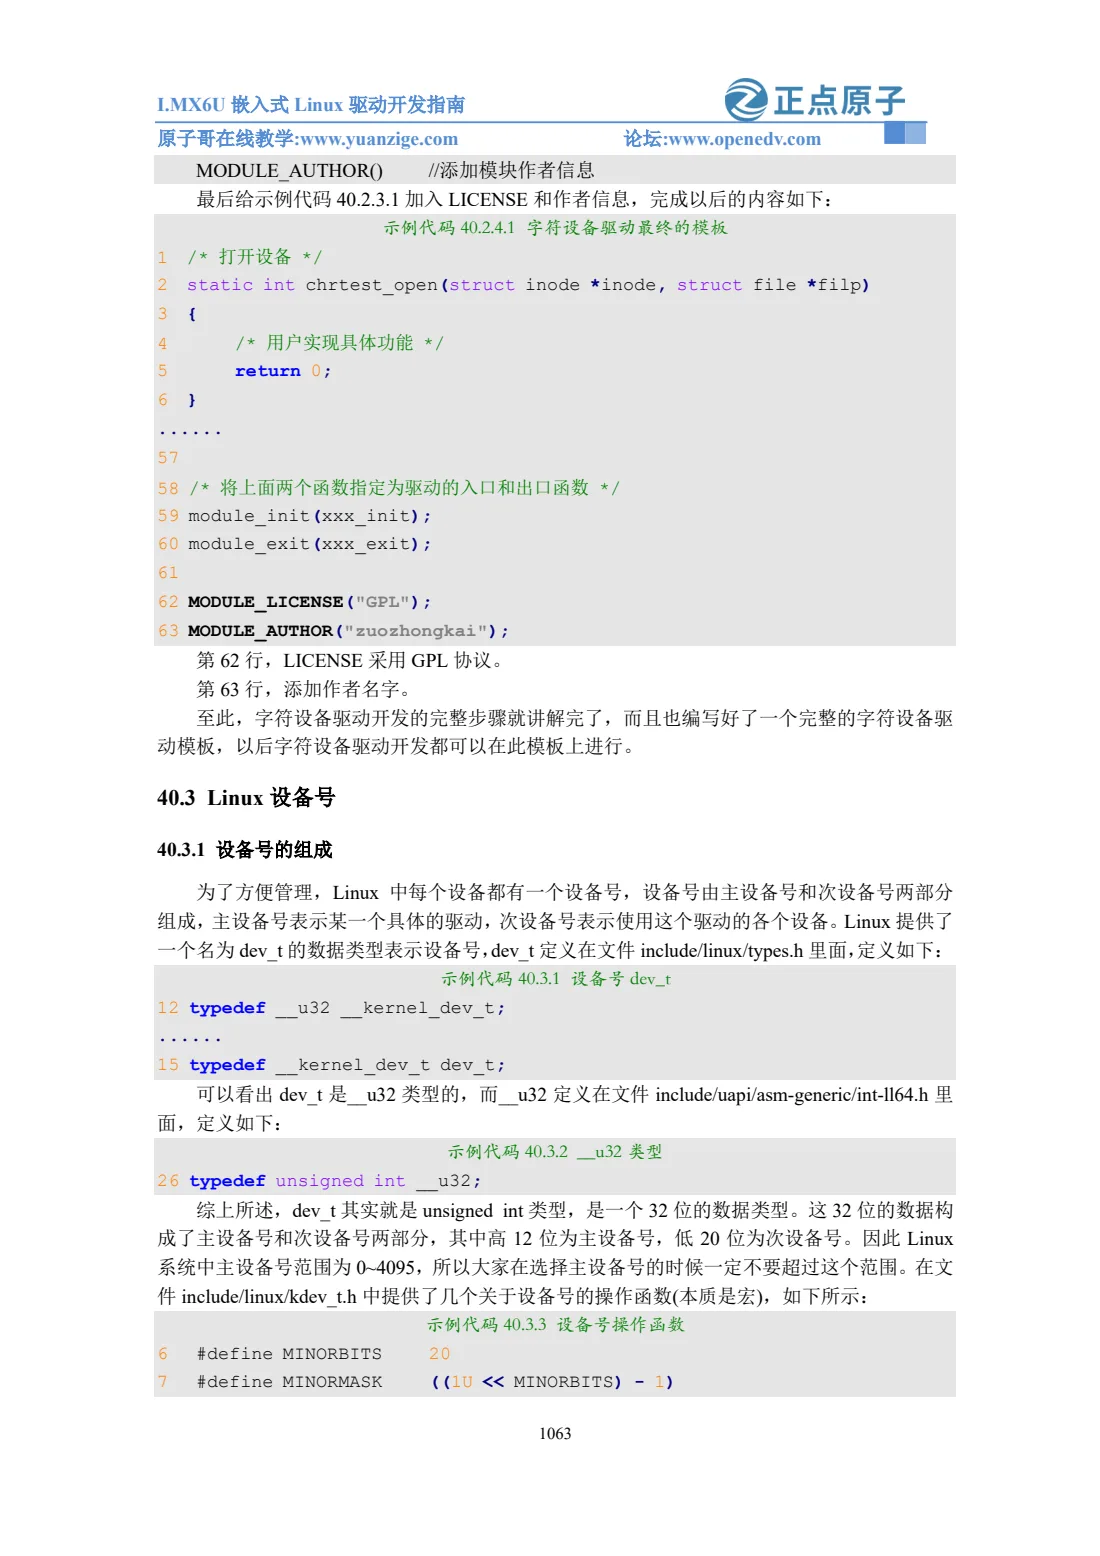 I.MX6U 嵌入式 Linux 驱动开发指南
正点原子
原子哥在线教学:www.yuanzige.com 论坛:www.openedv.com
MODULE_AUTHOR() //添加模块作者信息
最后给示例代码 40.2.3.1 加入 LICENSE 和作者信息，完成以后的内容如下：
示例代码 40.2.4.1 字符设备驱动最终的模板
1 /* 打开设备 */
2 static int chrtest_open(struct inode *inode, struct file *filp)
3 {
4 /* 用户实现具体功能 */
5 return 0;
6 }
......
57
58 /* 将上面两个函数指定为驱动的入口和出口函数 */
59 module_init(xxx_init);
60 module_exit(xxx_exit);
61
62 MODULE_LICENSE("GPL");
63 MODULE_AUTHOR("zuozhongkai");
第 62 行，LICENSE 采用 GPL 协议。
第 63 行，添加作者名字。
至此，字符设备驱动开发的完整步骤就讲解完了，而且也编写好了一个完整的字符设备驱
动模板，以后字符设备驱动开发都可以在此模板上进行。
40.3 Linux 设备号
40.3.1 设备号的组成
为了方便管理，Linux 中每个设备都有一个设备号，设备号由主设备号和次设备号两部分
组成，主设备号表示某一个具体的驱动，次设备号表示使用这个驱动的各个设备。Linux 提供了
一个名为 dev_t 的数据类型表示设备号，dev_t 定义在文件 include/linux/types.h 里面，定义如下：
示例代码 40.3.1 设备号 dev_t
12 typedef __u32 __kernel_dev_t;
......
15 typedef __kernel_dev_t dev_t;
可以看出 dev_t 是__u32 类型的，而__u32 定义在文件 include/uapi/asm-generic/int-ll64.h 里
面，定义如下：
示例代码 40.3.2 __u32 类型
26 typedef unsigned int __u32;
综上所述，dev_t 其实就是 unsigned int 类型，是一个 32 位的数据类型。这 32 位的数据构
成了主设备号和次设备号两部分，其中高 12 位为主设备号，低 20 位为次设备号。因此 Linux
系统中主设备号范围为 0~4095，所以大家在选择主设备号的时候一定不要超过这个范围。在文
件 include/linux/kdev_t.h 中提供了几个关于设备号的操作函数(本质是宏)，如下所示：
示例代码 40.3.3 设备号操作函数
6 #define MINORBITS 20
7 #define MINORMASK ((1U << MINORBITS) - 1)
1063